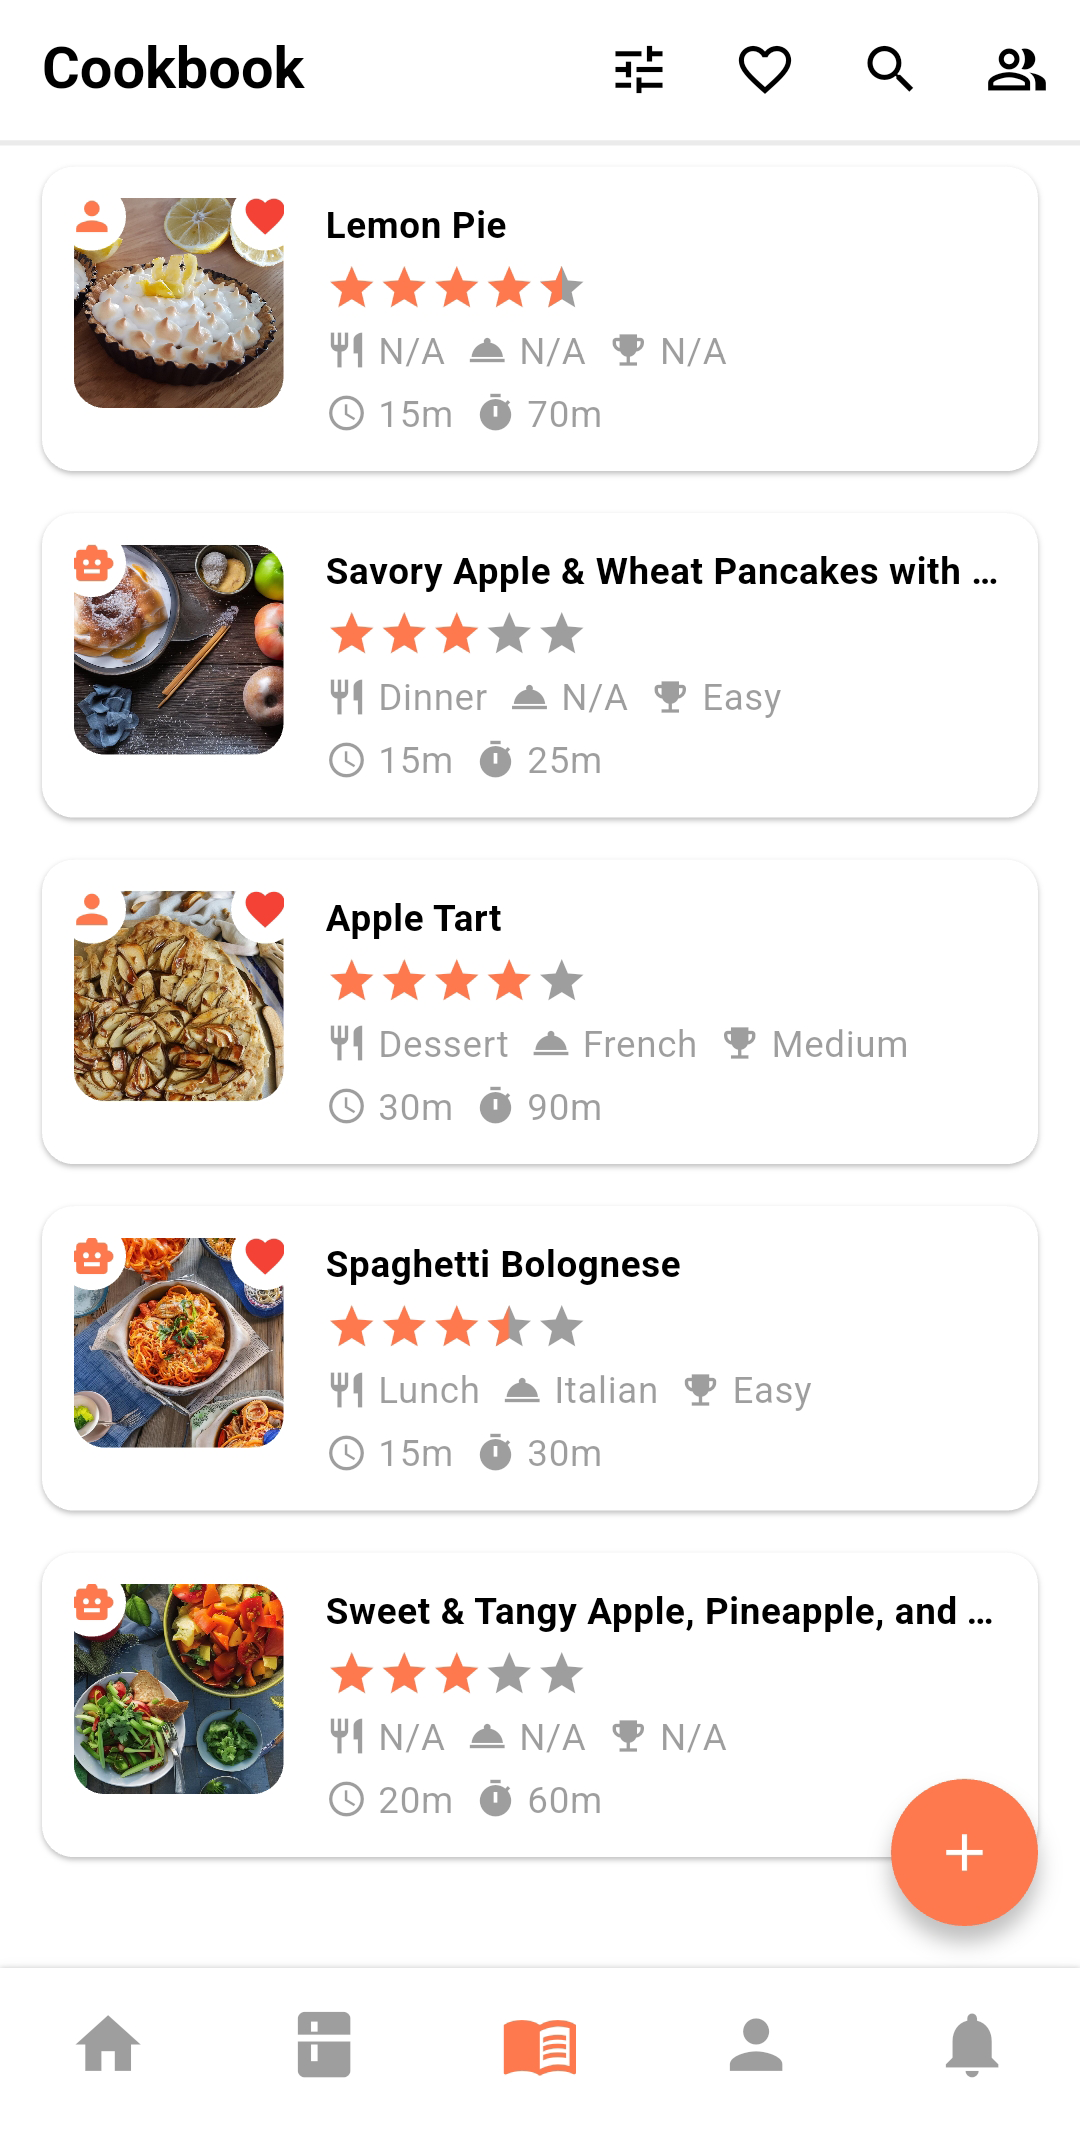 Cookbook
Lemon Pie
N/A N/A N/A
15m 70m
Savory Apple & Wheat Pancakes with ...
Dinner N/A Easy
15m 25m
Apple Tart
Dessert French Medium
30m 90m
Spaghetti Bolognese
Lunch Italian Easy
15m 30m
Sweet & Tangy Apple, Pineapple, and ...
N/A N/A N/A
20m 60m